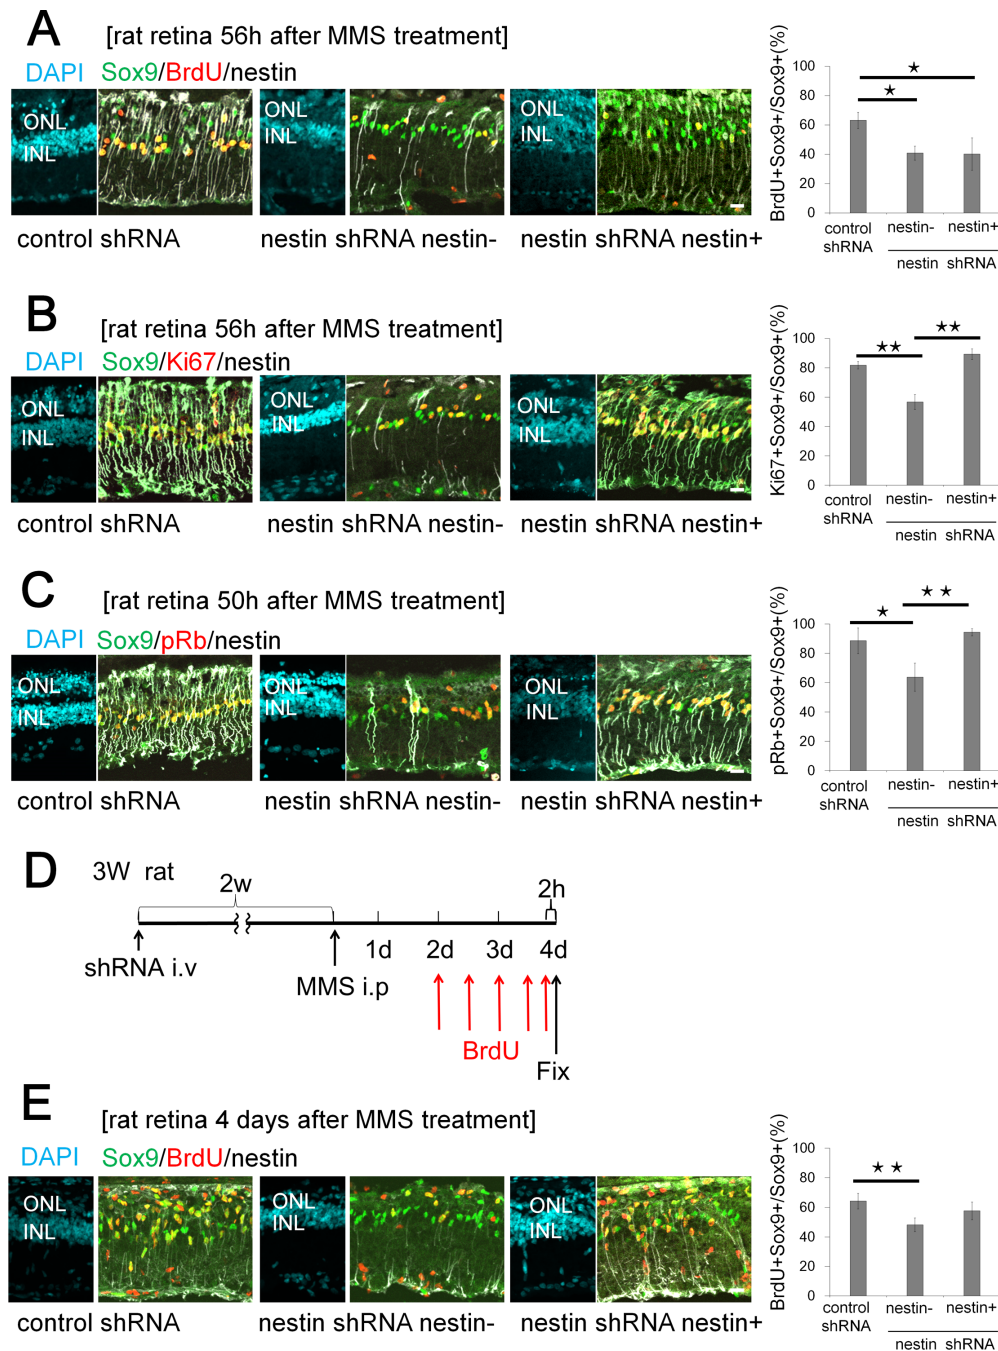 A
[rat retina 56h after MMS treatment]
DAPI Sox9/BrdU/nestin
ONL
INL
ONL
INL
ONL
INL
control shRNA
nestin shRNA nestin-
nestin shRNA nestin+
BrdU+Sox9+/Sox9+(%)
100
80
60
40
20
0
★
★
control shRNA
nestin-
nestin+
nestin shRNA
B
[rat retina 56h after MMS treatment]
DAPI Sox9/Ki67/nestin
ONL
INL
ONL
INL
ONL
INL
control shRNA
nestin shRNA nestin-
nestin shRNA nestin+
Ki67+Sox9+/Sox9+(%)
100
80
60
40
20
0
★★
★★
control shRNA
nestin-
nestin+
nestin shRNA
C
[rat retina 50h after MMS treatment]
DAPI Sox9/pRb/nestin
ONL
INL
ONL
INL
ONL
INL
control shRNA
nestin shRNA nestin-
nestin shRNA nestin+
pRb+Sox9+/Sox9+(%)
100
80
60
40
20
0
★
★ ★
control shRNA
nestin-
nestin+
nestin shRNA
D
3W rat
2w
2h
1d
2d
3d
4d
shRNA i.v
MMS i.p
BrdU
Fix
E
[rat retina 4 days after MMS treatment]
DAPI Sox9/BrdU/nestin
ONL
INL
ONL
INL
ONL
INL
control shRNA
nestin shRNA nestin-
nestin shRNA nestin+
BrdU+Sox9+/Sox9+(%)
100
80
60
40
20
0
★ ★
control shRNA
nestin-
nestin+
nestin shRNA